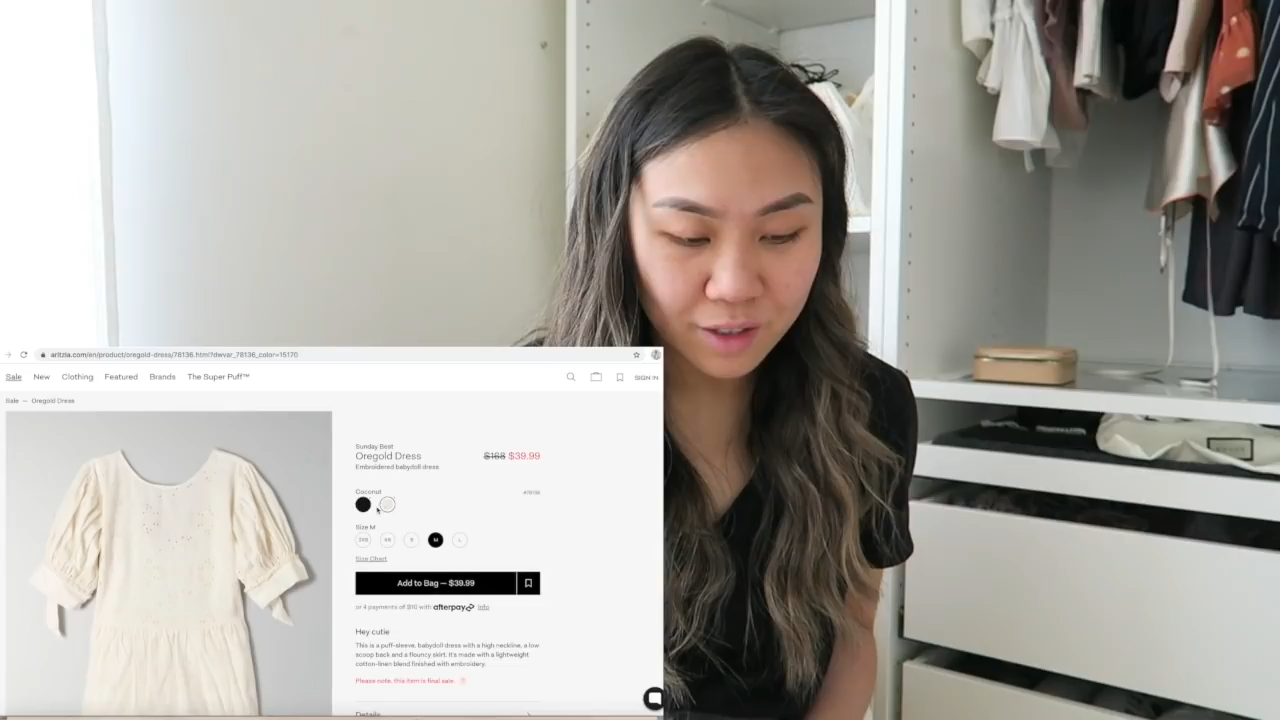 aritzia.com/en/product/oregold-dress/78136.html?dwvar_78136_color=15170
Sale New Clothing Featured Brands The Super Puff™ SIGN IN
Sale — Oregold Dress
Sunday Best
Oregold Dress $168 $39.99
Embroidered babydoll dress
Coconut
Size M
M L
Size Chart
Add to Bag — $39.99
or 4 payments of $10 with afterpay Info
Hey cutie
This is a puff-sleeve, babydoll dress with a high neckline, a low
scoop back and a flouncy skirt. It's made with a lightweight
cotton-linen blend finished with embroidery.
Please note, this item is final sale.
Details